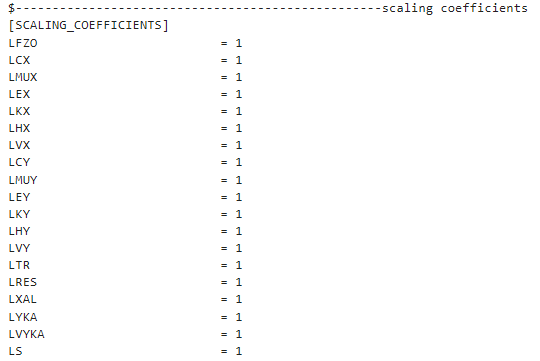 $--------------------------------------------------scaling coefficients
[SCALING_COEFFICIENTS]
LFZO = 1
LCX = 1
LMUX = 1
LEX = 1
LKX = 1
LHX = 1
LVX = 1
LCY = 1
LMUY = 1
LEY = 1
LKY = 1
LHY = 1
LVY = 1
LTR = 1
LRES = 1
LXAL = 1
LYKA = 1
LVYKA = 1
LS = 1